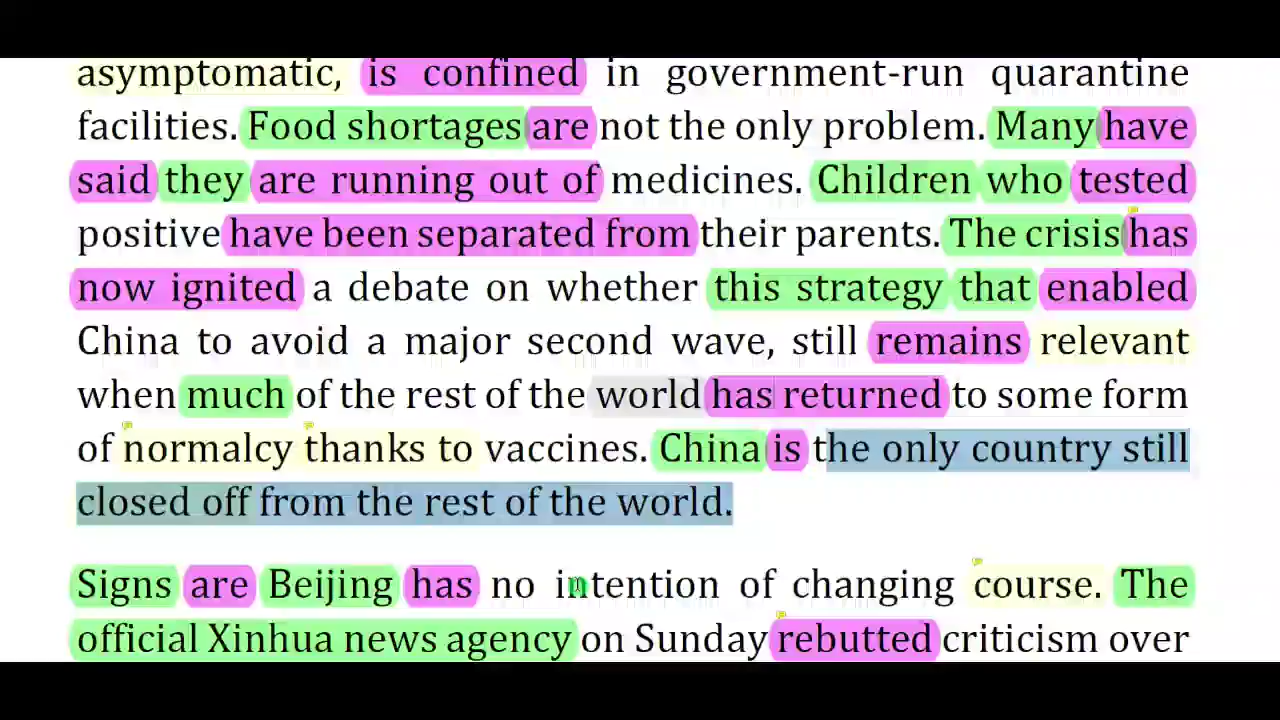 asymptomatic, is confined in government-run quarantine
facilities. Food shortages are not the only problem. Many have
said they are running out of medicines. Children who tested
positive have been separated from their parents. The crisis has
now ignited a debate on whether this strategy that enabled
China to avoid a major second wave, still remains relevant
when much of the rest of the world has returned to some form
of normalcy thanks to vaccines. China is the only country still
closed off from the rest of the world.
Signs are Beijing has no intention of changing course. The
official Xinhua news agency on Sunday rebutted criticism over